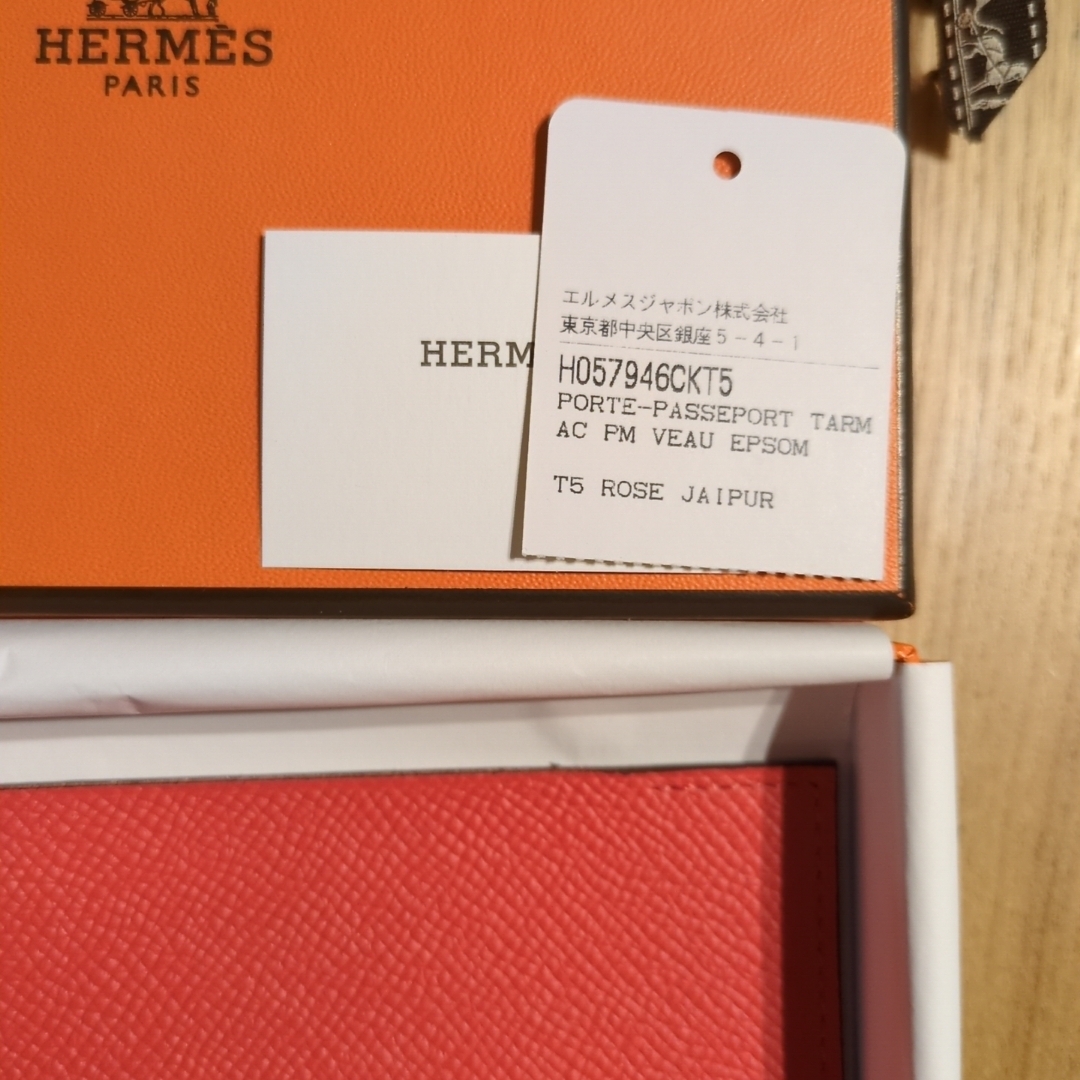 HERMÈS
PARIS
HERM
エルメスジャポン株式会社
東京都中央区銀座5-4-1
H057946CKT5
PORTE-PASSEPORT TARM
AC PM VEAU EPSOM
T5 ROSE JAIPUR